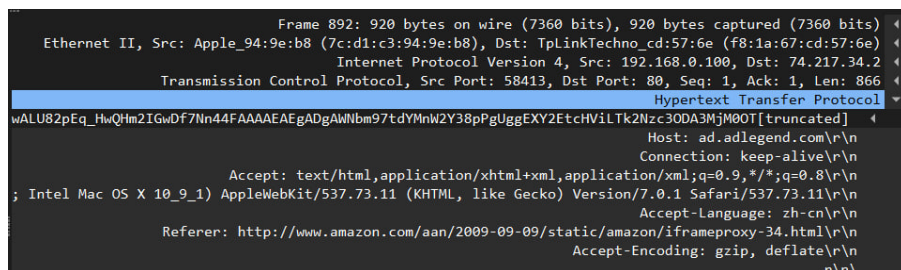 Frame 892: 920 bytes on wire (7360 bits), 920 bytes captured (7360 bits)
Ethernet II, Src: Apple_94:9e:b8 (7c:d1:c3:94:9e:b8), Dst: TpLinkTechno_cd:57:6e (f8:1a:67:cd:57:6e)
Internet Protocol Version 4, Src: 192.168.0.100, Dst: 74.217.34.2
Transmission Control Protocol, Src Port: 58413, Dst Port: 80, Seq: 1, Ack: 1, Len: 866
Hypertext Transfer Protocol
wALU82pEq_HwQHm2IGwDf7Nn44FAAAAEAEgADgAWNbm97tdYMnW2Y38pPgUggEXY2EtcHViLTk2Nzc3ODA3MjM0OT[truncated]
Host: ad.adlegend.com\r\n
Connection: keep-alive\r\n
Accept: text/html,application/xhtml+xml,application/xml;q=0.9,*/*;q=0.8\r\n
; Intel Mac OS X 10_9_1) AppleWebKit/537.73.11 (KHTML, like Gecko) Version/7.0.1 Safari/537.73.11\r\n
Accept-Language: zh-cn\r\n
Referer: http://www.amazon.com/aan/2009-09-09/static/amazon/iframeproxy-34.html\r\n
Accept-Encoding: gzip, deflate\r\n